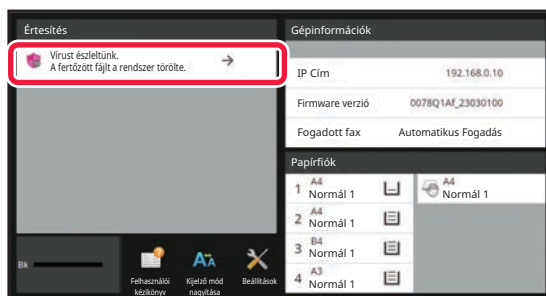 Értesítés
Vírust észleltünk.
A fertőzött fájlt a rendszer törölte.
Bk
Felhasználói
kézikönyv
Kijelző mód
nagyítása
Beállítások
Gépinformációk
IP Cím 192.168.0.10
Firmware verzió 0078Q1Af_23030100
Fogadott fax Automatikus Fogadás
Papírfiók
1 A4
Normál 1
A4
Normál 1
2 A4
Normál 1
3 B4
Normál 1
4 A3
Normál 1